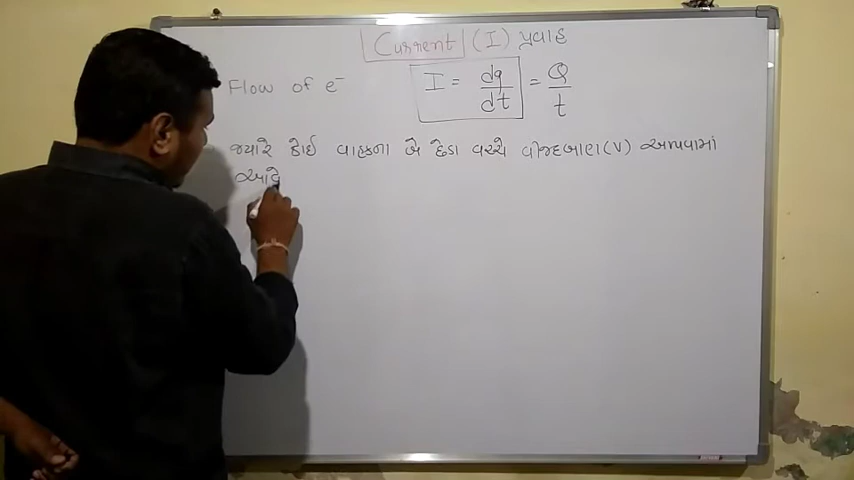 Current (I) પ્રવાહ
Flow of e⁻
I = dq/dt = Q/t
જ્યારે કોઈ વાહકના બે છેડા વચ્ચે વીજદબાણ (V) આપવામાં
આવે